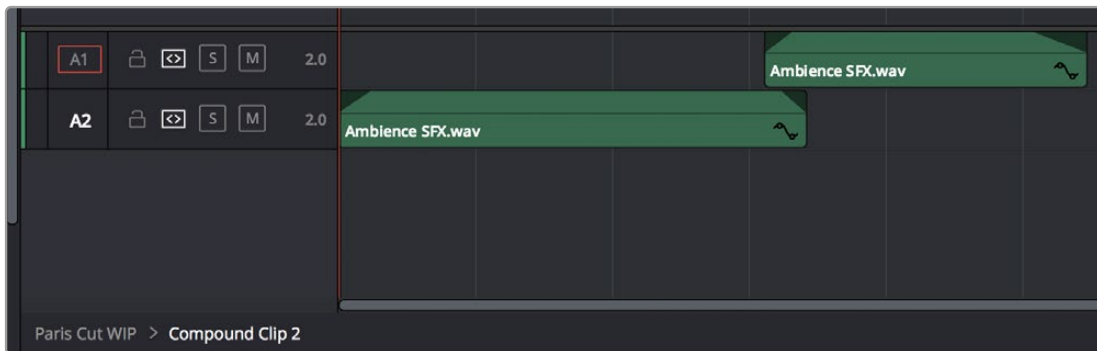 A1 S M 2.0
Ambience SFX.wav
A2 S M 2.0
Ambience SFX.wav
Paris Cut WIP > Compound Clip 2